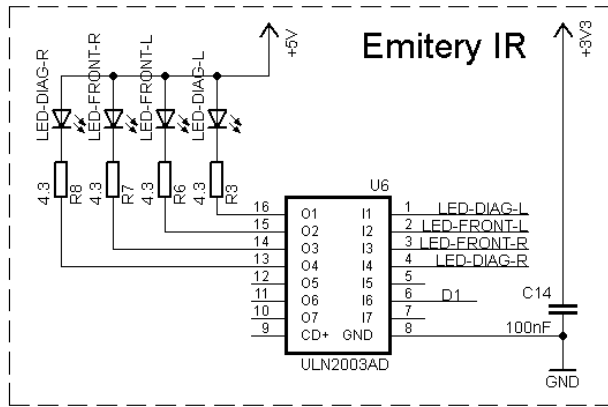 Emitery IR
+5V
+3V3
LED-DIAG-R
LED-FRONT-R
LED-FRONT-L
LED-DIAG-L
4.3
R8
4.3
R7
4.3
R6
4.3
R3
U6
16 O1 I1 1 LED-DIAG-L
15 O2 I2 2 LED-FRONT-L
14 O3 I3 3 LED-FRONT-R
13 O4 I4 4 LED-DIAG-R
12 O5 I5 5
11 O6 I6 6 D1
10 O7 I7 7
9 CD+ GND 8
ULN2003AD
C14
100nF
GND